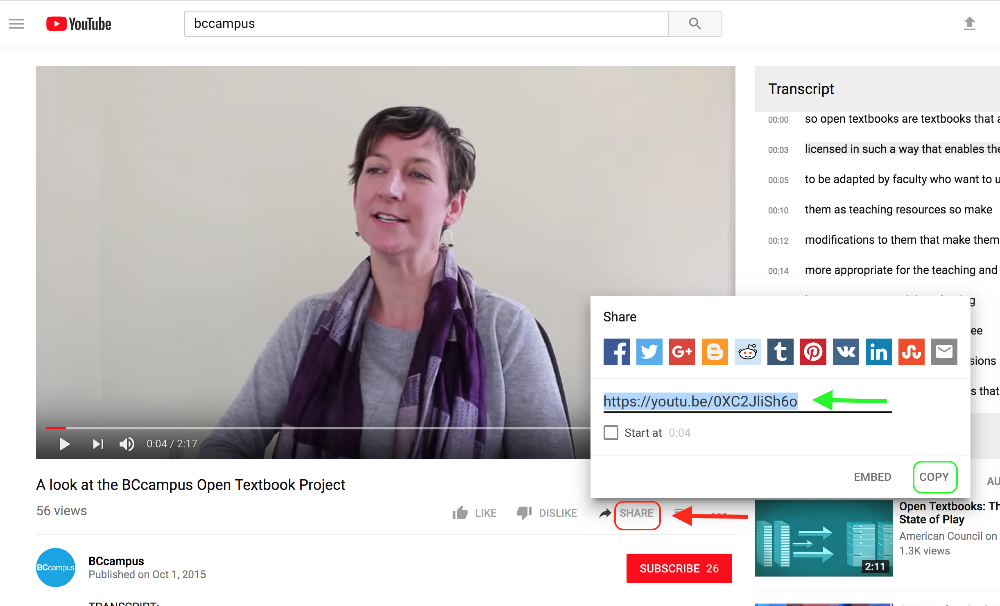 YouTube
bccampus
Transcript
00:00 so open textbooks are textbooks that a
00:03 licensed in such a way that enables the
00:05 to be adapted by faculty who want to u
00:10 them as teaching resources so make
00:12 modifications to them that make them
00:14 more appropriate for the teaching and
g
ee
sions
s that
Share
f G+ B t vk in
https://youtu.be/0XC2JliSh6o
Start at 0:04
EMBED COPY
0:04 / 2:17
A look at the BCcampus Open Textbook Project
56 views
LIKE DISLIKE SHARE
AU
Open Textbooks: Th
State of Play
American Council on
1.3K views
2:11
BCcampus
BCcampus
Published on Oct 1, 2015
SUBSCRIBE 26
TRANSCRIPT: